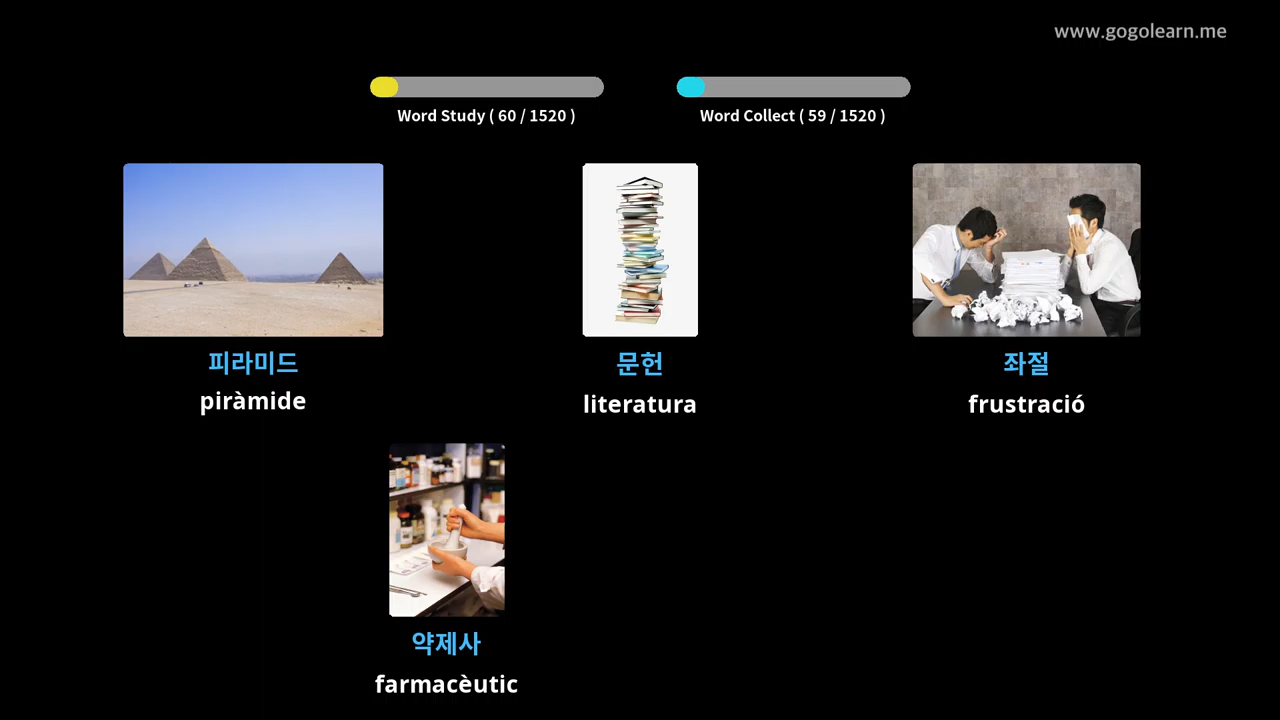 www.gogolearn.me
Word Study ( 60 / 1520 )
Word Collect ( 59 / 1520 )
피라미드
piràmide
문헌
literatura
좌절
frustració
약제사
farmacèutic